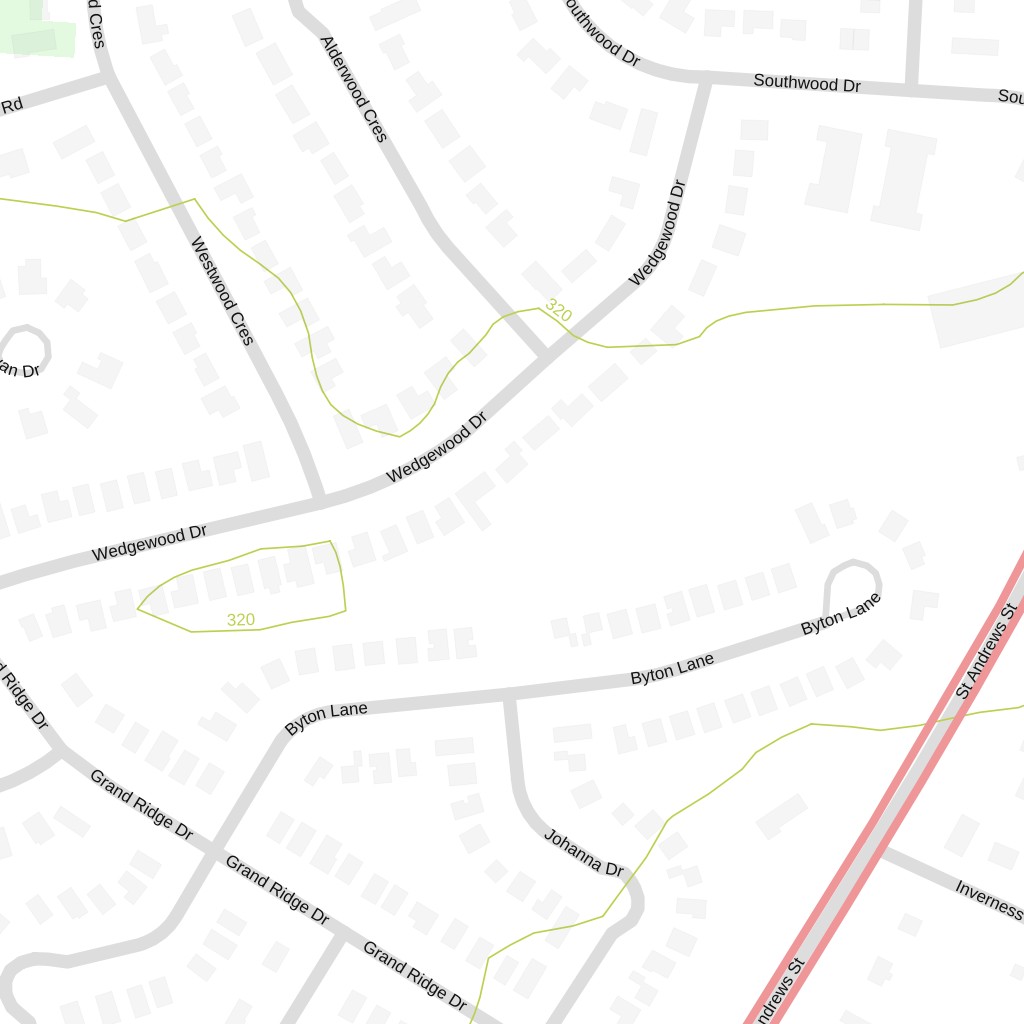 d Cres
outhwood Dr
Southwood Dr
Sou
Rd
Alderwood Cres
Wedgewood Dr
Westwood Cres
320
an Dr
Wedgewood Dr
Wedgewood Dr
320
Byton Lane
St Andrews St
Byton Lane
d Ridge Dr
Byton Lane
Grand Ridge Dr
Johanna Dr
Grand Ridge Dr
Inverness
Grand Ridge Dr
ndrews St